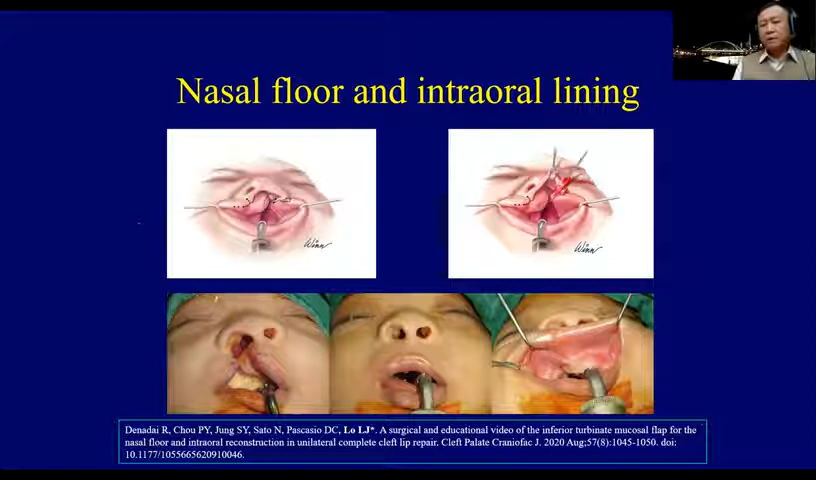 Nasal floor and intraoral lining
Winn
Winn
Denadai R, Chou PY, Jung SY, Sato N, Pascasio DC, Lo LJ*. A surgical and educational video of the inferior turbinate mucosal flap for the
nasal floor and intraoral reconstruction in unilateral complete cleft lip repair. Cleft Palate Craniofac J. 2020 Aug;57(8):1045-1050. doi:
10.1177/1055665620910046.